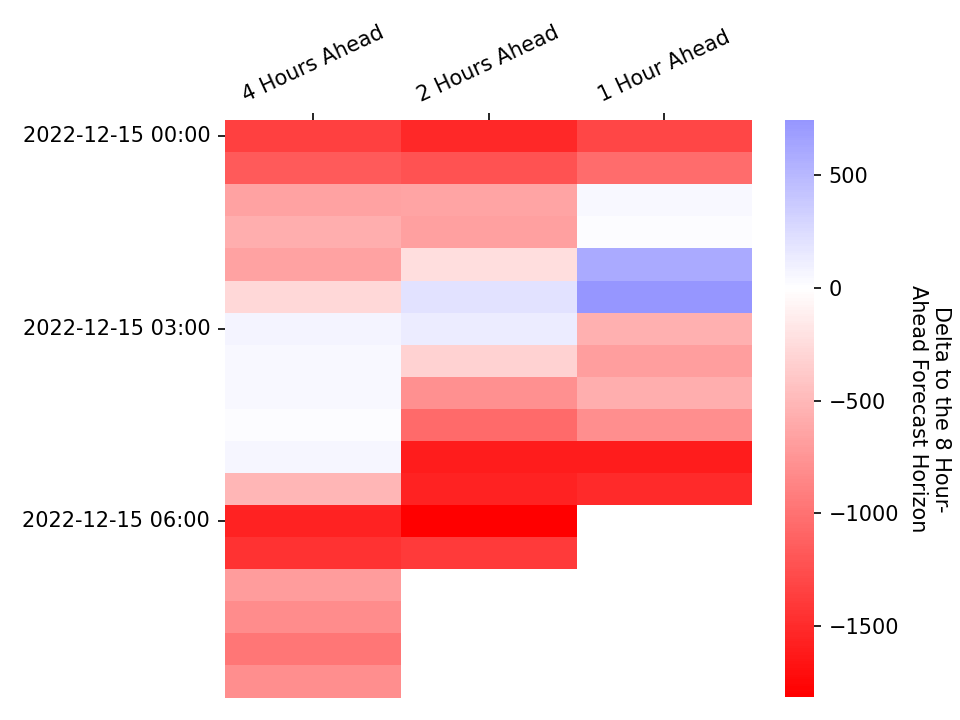 4 Hours Ahead
2 Hours Ahead
1 Hour Ahead
2022-12-15 00:00
2022-12-15 03:00
2022-12-15 06:00
500
0
−500
−1000
−1500
Delta to the 8 Hour-
Ahead Forecast Horizon